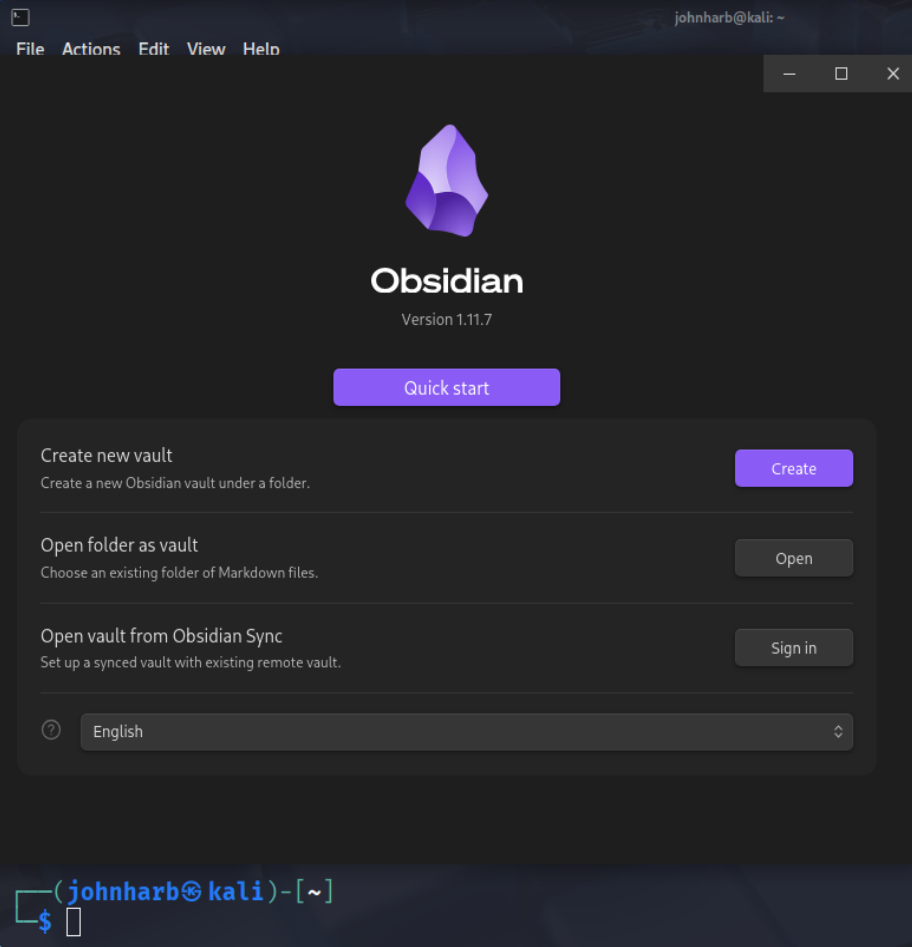 johnharb@kali: ~
File Actions Edit View Help
Obsidian
Version 1.11.7
Quick start
Create new vault
Create a new Obsidian vault under a folder.
Create
Open folder as vault
Choose an existing folder of Markdown files.
Open
Open vault from Obsidian Sync
Set up a synced vault with existing remote vault.
Sign in
English
┌──(johnharb㉿kali)-[~]
└─$